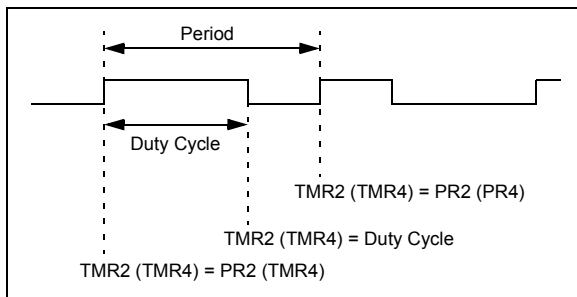 Period
Duty Cycle
TMR2 (TMR4) = PR2 (PR4)
TMR2 (TMR4) = Duty Cycle
TMR2 (TMR4) = PR2 (TMR4)